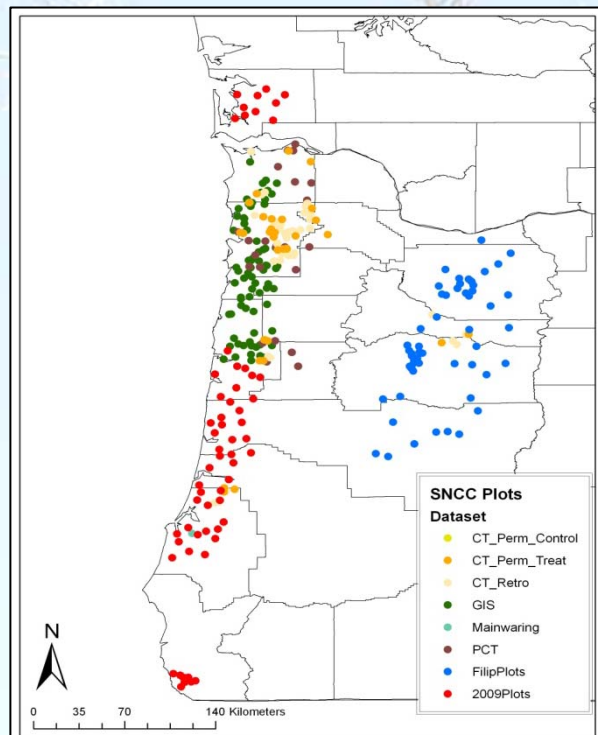 SNCC Plots
Dataset
CT_Perm_Control
CT_Perm_Treat
CT_Retro
GIS
Mainwaring
PCT
FilipPlots
2009Plots
N
0 35 70 140 Kilometers